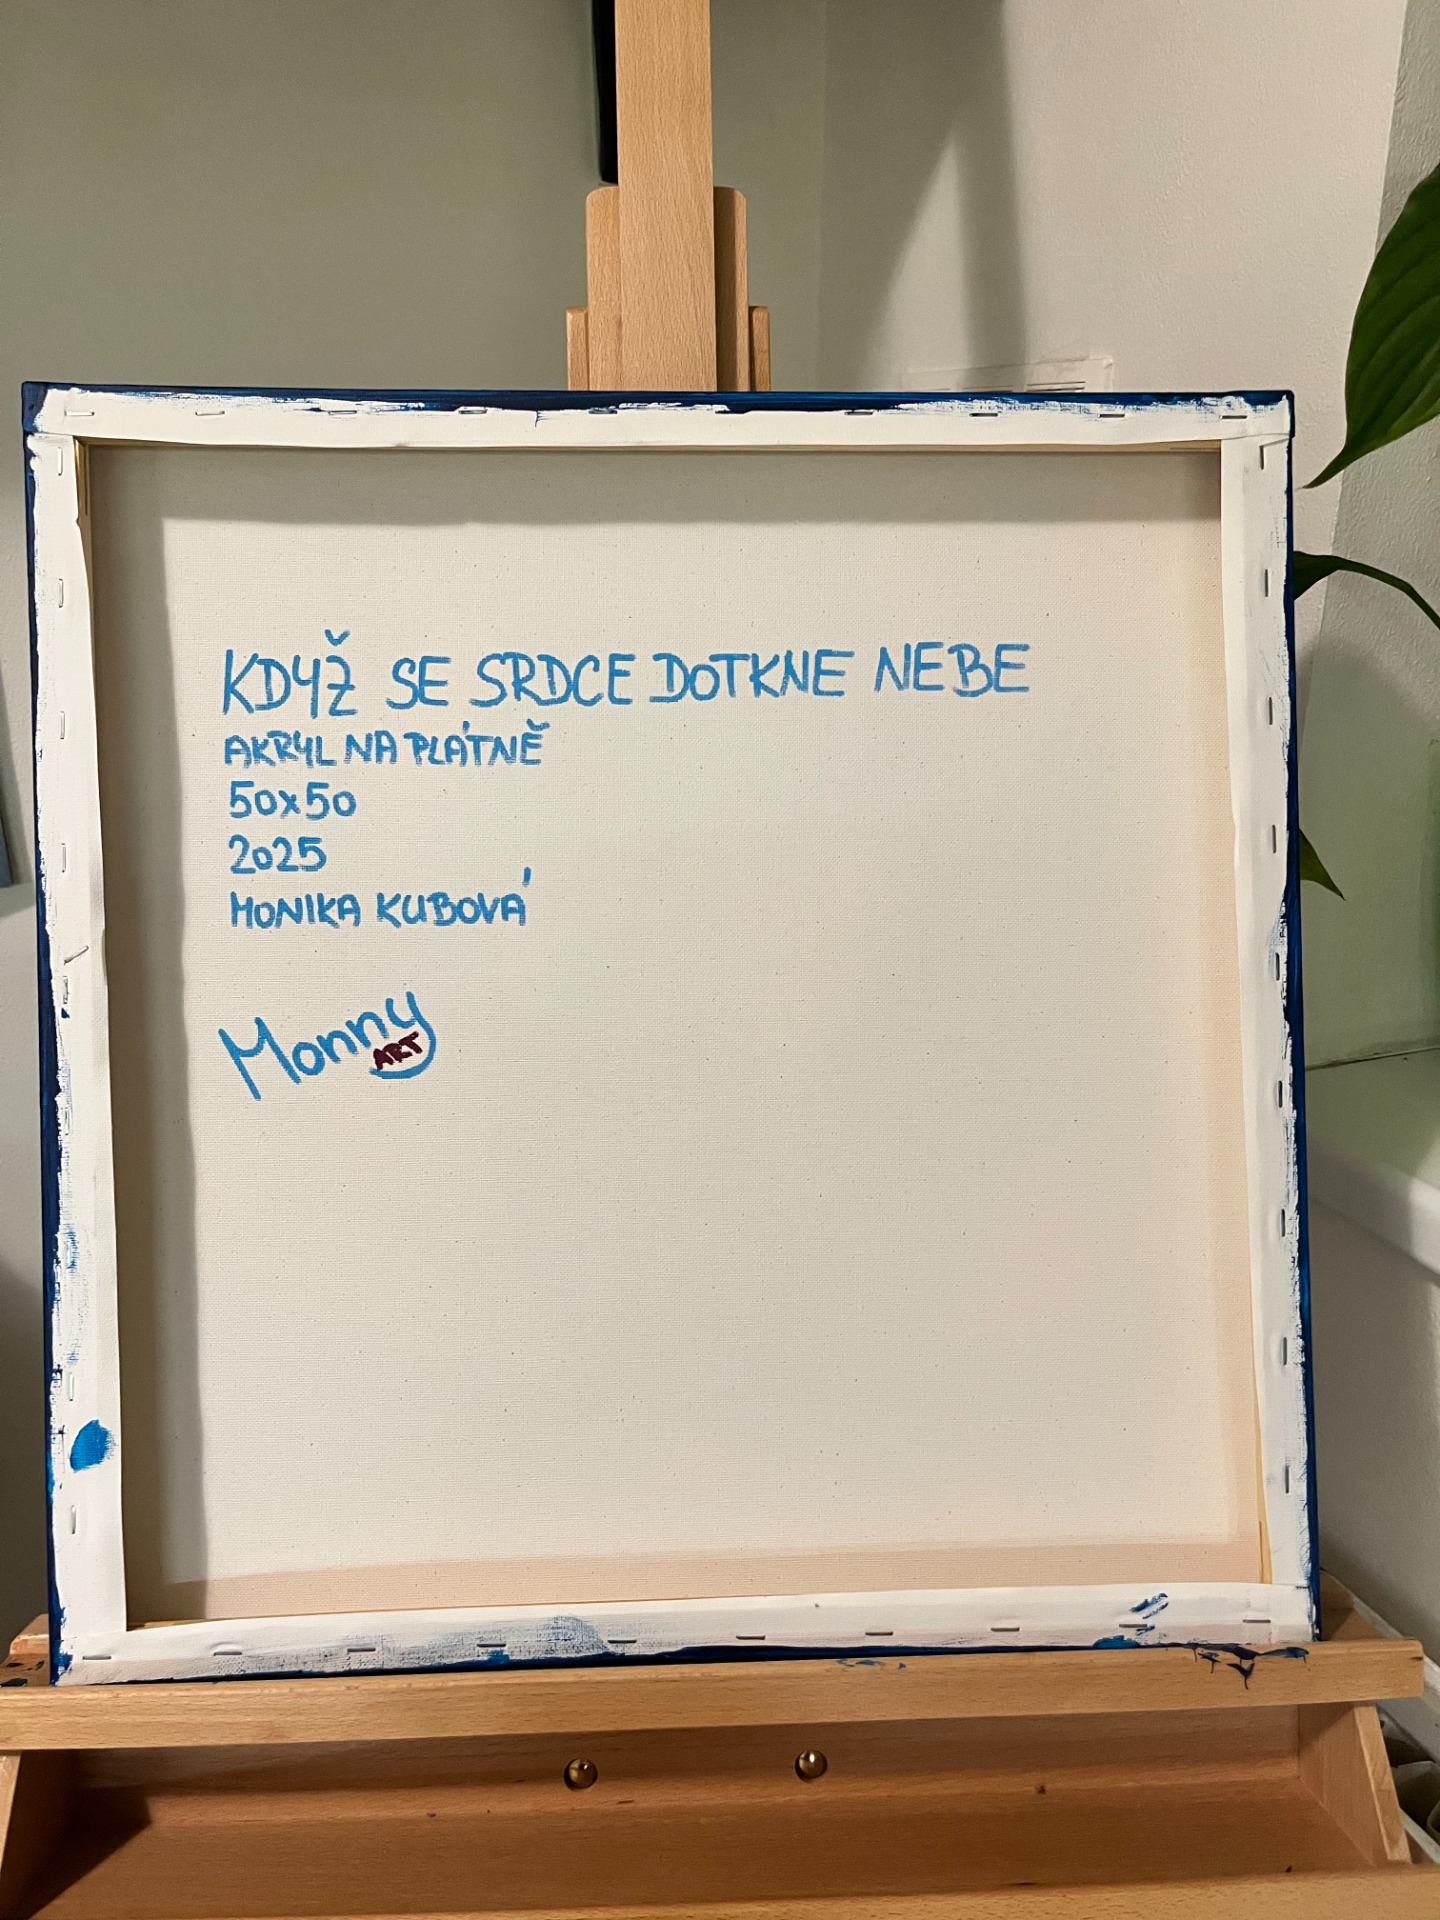 KDYŽ SE SRDCE DOTKNE NEBE
AKRYL NA PLÁTNĚ
50x50
2025
MONIKA KUBOVÁ
Monny
ART